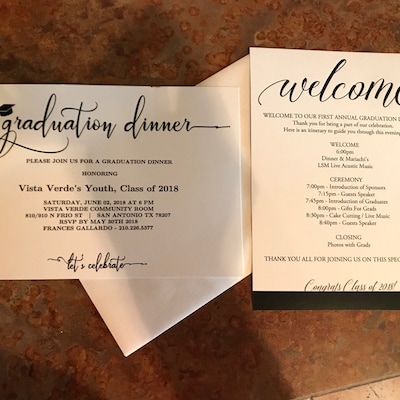 graduation dinner
PLEASE JOIN US FOR A GRADUATION DINNER
HONORING
Vista Verde's Youth, Class of 2018
SATURDAY, JUNE 02, 2018 AT 6 PM
VISTA VERDE COMMUNITY ROOM
810/910 N FRIO ST | SAN ANTONIO TX 78207
RSVP BY MAY 30TH 2018
FRANCES GALLARDO - 210.226.5377
let's celebrate
welcome
WELCOME TO OUR FIRST ANNUAL GRADUATION D
Thank you for being a part of our celebration.
Here is an itinerary to guide you through this evening
WELCOME
6:00pm
Dinner & Mariachi's
LSM Live Acustic Music
CEREMONY
7:00pm - Introduction of Sponsors
7:15pm - Guests Speaker
7:45pm - Introduction of Graduates
8:00pm - Gifts For Grads
8:30pm - Cake Cutting / Live Music
8:40pm - Guest Speaker
CLOSING
Photos with Grads
THANK YOU ALL FOR JOINING US ON THIS SPEC
Congrats Class of 2018!